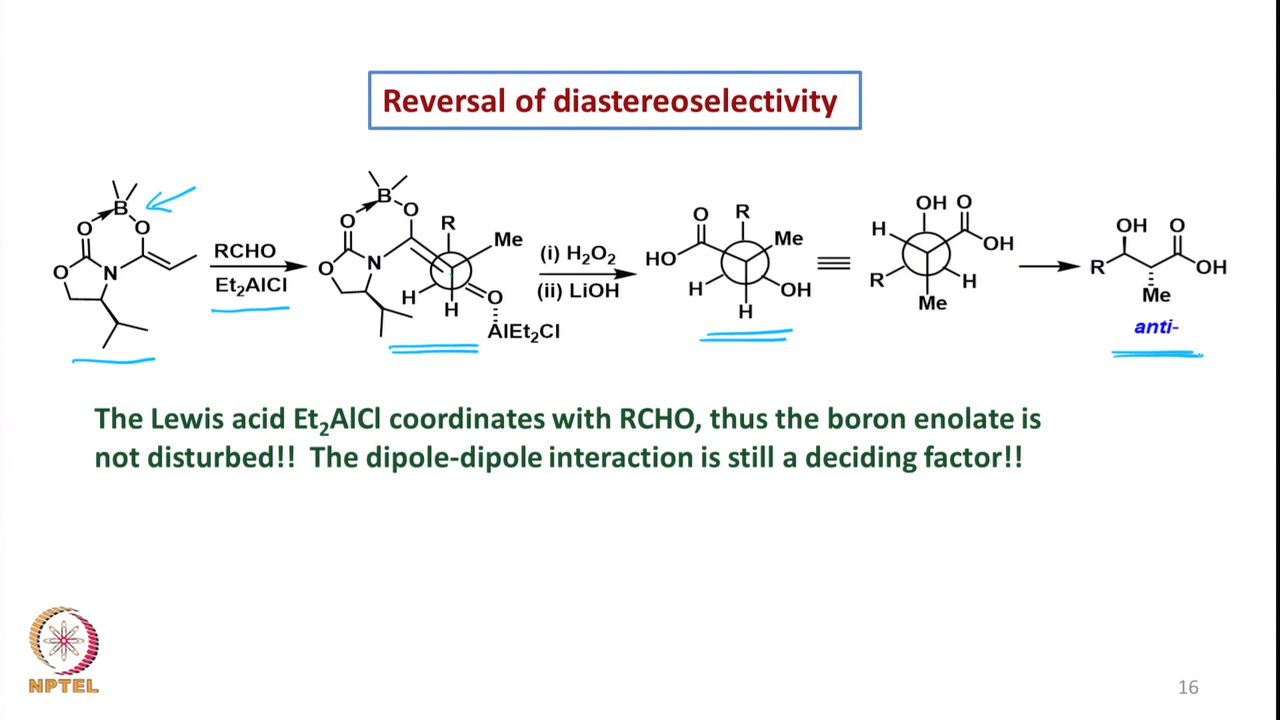 Reversal of diastereoselectivity
B
O
O
O
N
RCHO
Et₂AlCl
B
O
O
O
N
R
Me
H
H
O
AlEt₂Cl
(i) H₂O₂
(ii) LiOH
O
R
HO
Me
H
OH
H
OH
O
H
OH
R
H
Me
OH
O
R
OH
Me
anti-
The Lewis acid Et₂AlCl coordinates with RCHO, thus the boron enolate is
not disturbed!! The dipole-dipole interaction is still a deciding factor!!
NPTEL
16